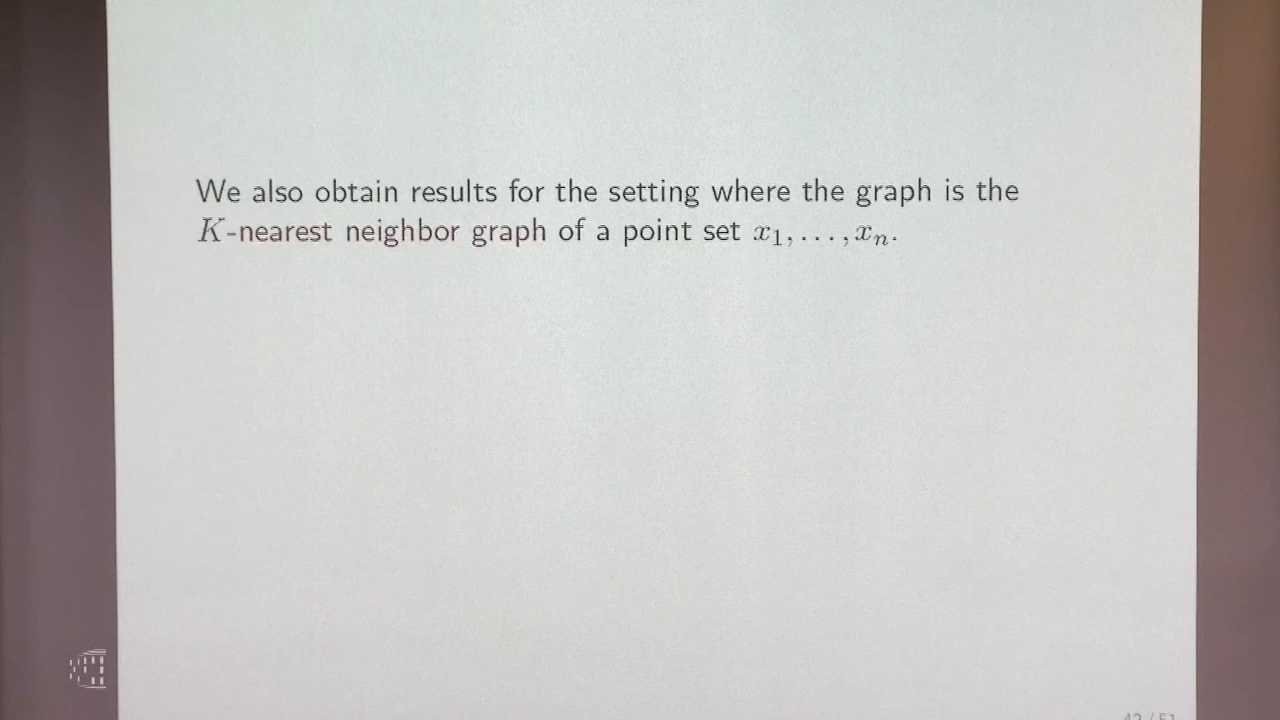 We also obtain results for the setting where the graph is the
K-nearest neighbor graph of a point set x₁, . . . , xₙ.